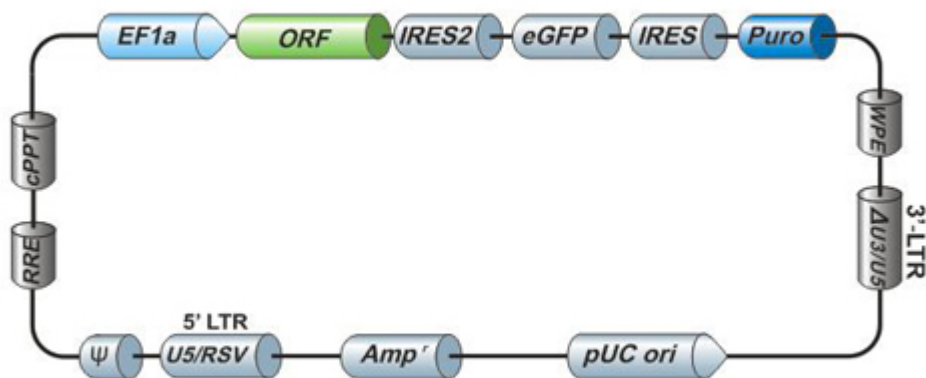 EF1a
ORF
IRES2
eGFP
IRES
Puro
cPPT
WPE
RRE
ΔU3/U5
3'-LTR
5' LTR
ψ
U5/RSV
Amp r
pUC ori